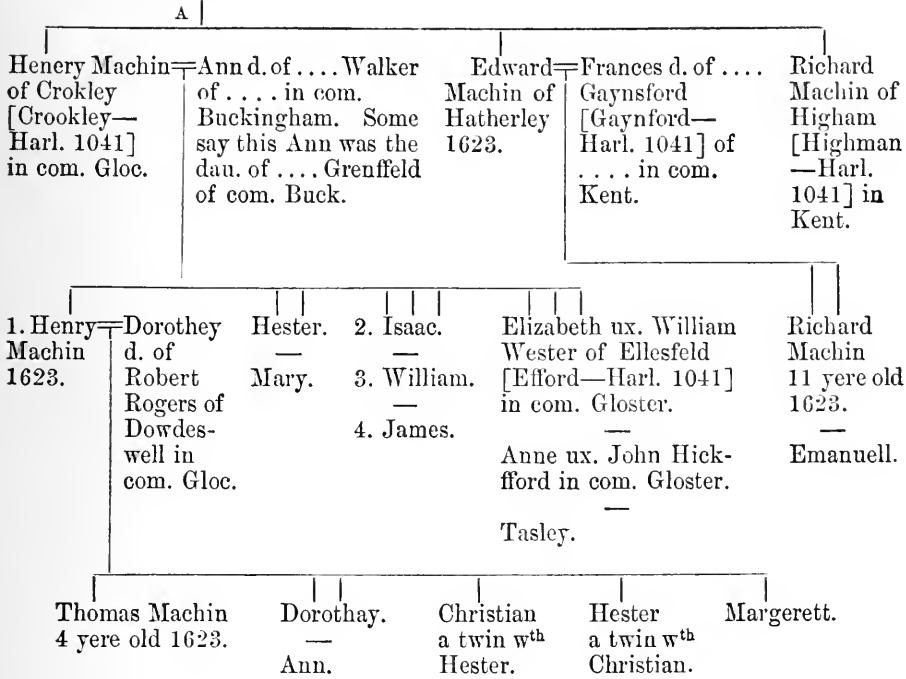 A
Henery Machin
of Crokley
[Crookley—
Harl. 1041]
in com. Gloc.
Ann d. of .... Walker
of .... in com.
Buckingham. Some
say this Ann was the
dau. of .... Grenffeld
of com. Buck.
Edward
Machin of
Hatherley
1623.
Frances d. of ....
Gaynsford
[Gaynford—
Harl. 1041] of
.... in com.
Kent.
Richard
Machin of
Higham
[Highman
—Harl.
1041] in
Kent.
1. Henry
Machin
1623.
Dorothey
d. of
Robert
Rogers of
Dowdes-
well in
com. Gloc.
Hester.
—
Mary.
2. Isaac.
—
3. William.
—
4. James.
Elizabeth ux. William
Wester of Ellesfeld
[Efford—Harl. 1041]
in com. Gloster.
—
Anne ux. John Hick-
fford in com. Gloster.
—
Tasley.
Richard
Machin
11 yere old
1623.
—
Emanuell.
Thomas Machin
4 yere old 1623.
Dorothay.
—
Ann.
Christian
a twin wth
Hester.
Hester
a twin wth
Christian.
Margerett.